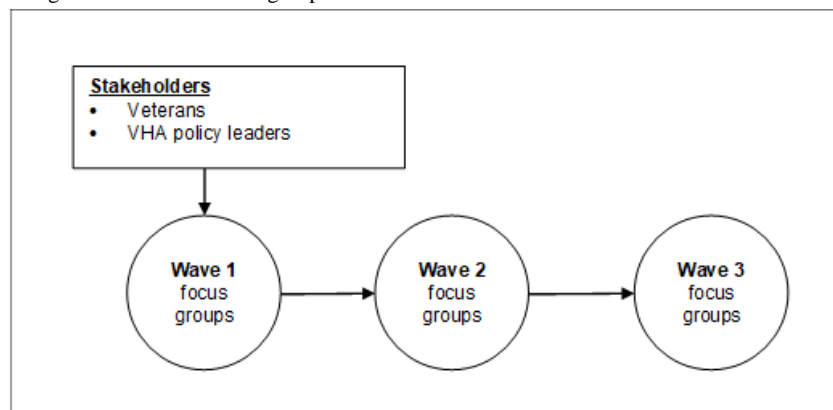 Stakeholders
• Veterans
• VHA policy leaders
Wave 1
focus
groups
Wave 2
focus
groups
Wave 3
focus
groups